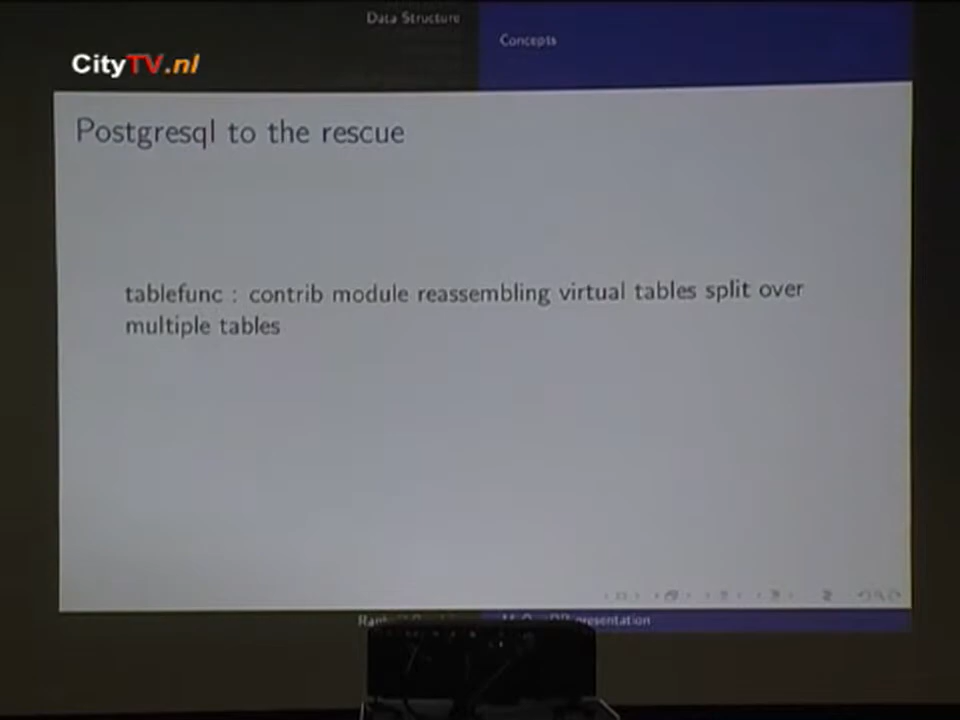 Data Structure
Concepts
CityTV.nl
Postgresql to the rescue
tablefunc : contrib module reassembling virtual tables split over
multiple tables